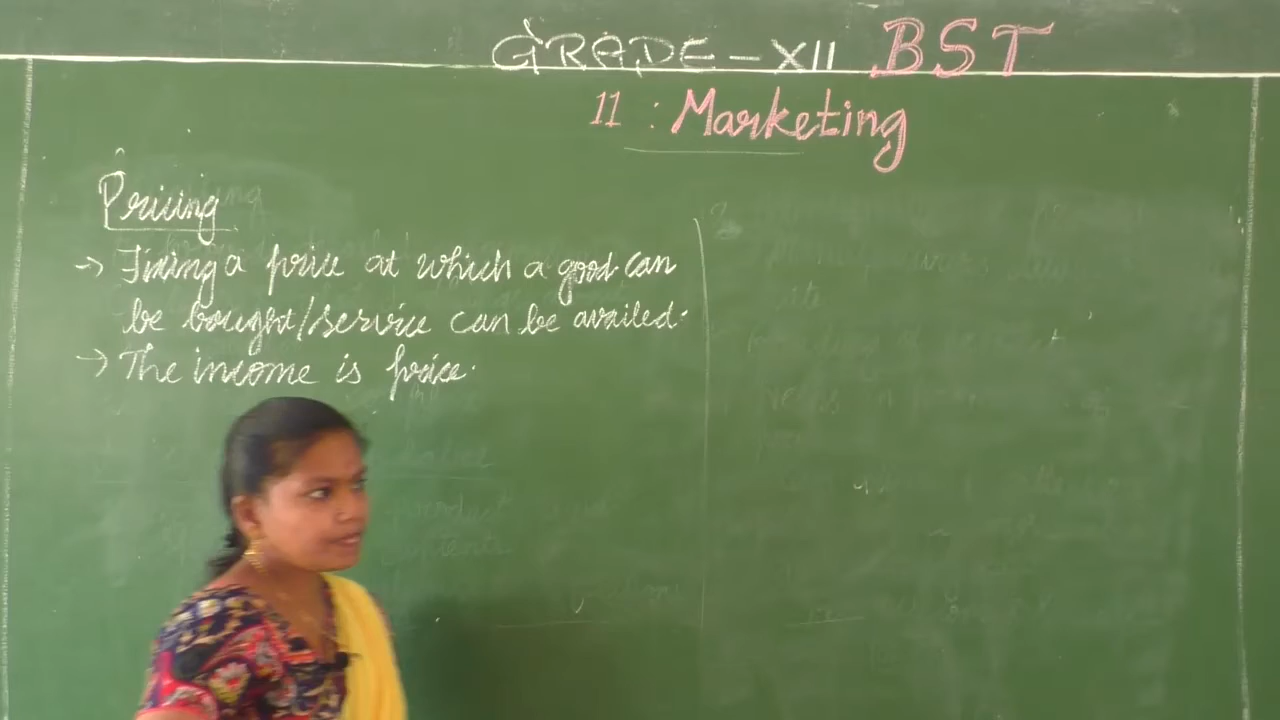 GRADE-XII BST
11 : Marketing
Pricing
→ Fixing a price at which a good can
be bought/service can be availed.
→ The income is price.